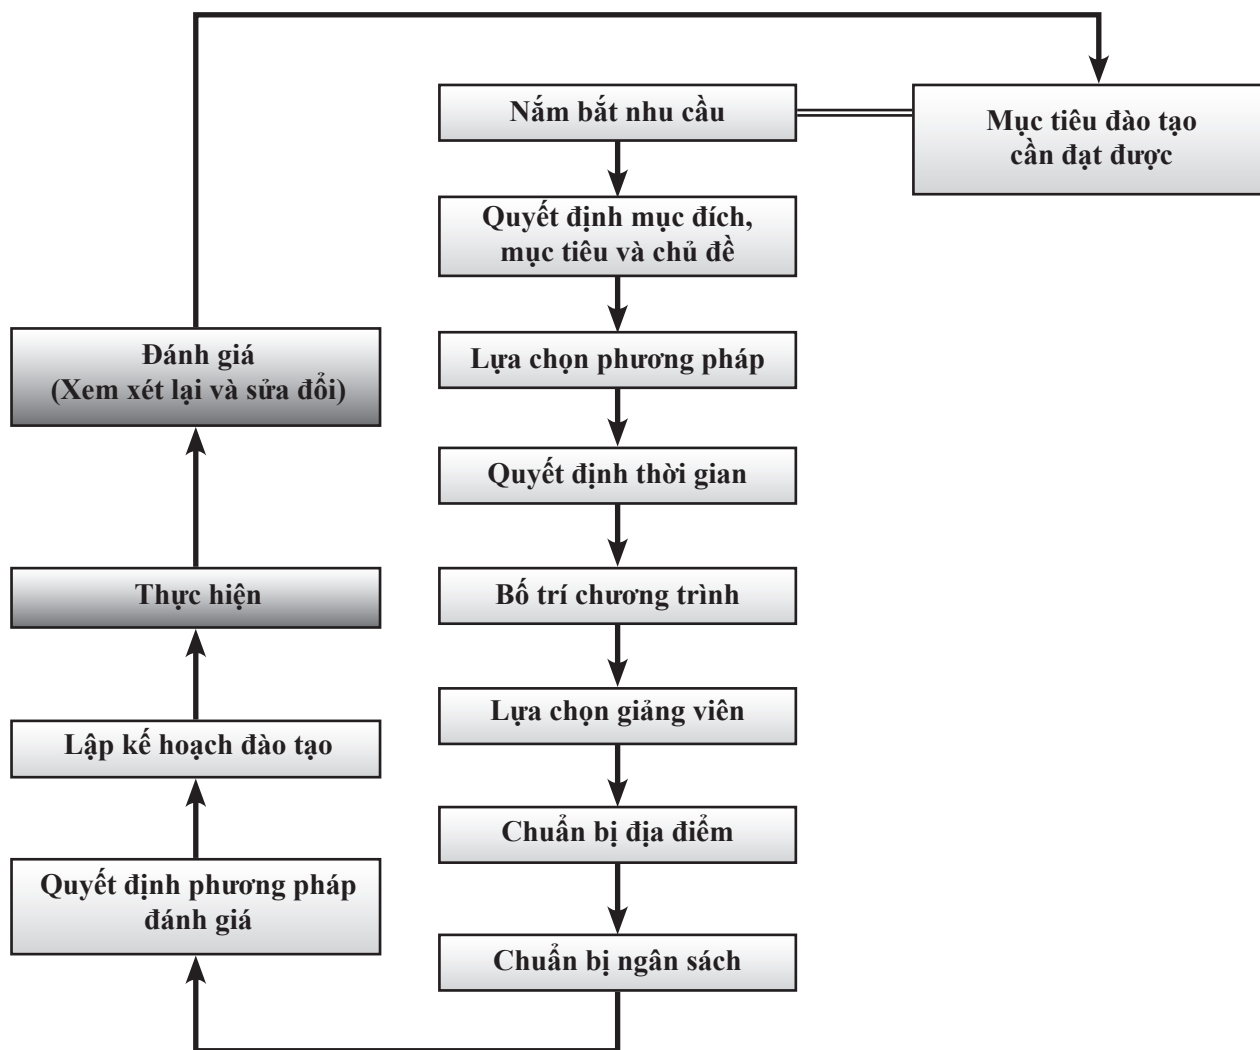 Nắm bắt nhu cầu
Mục tiêu đào tạo
cần đạt được
Quyết định mục đích,
mục tiêu và chủ đề
Lựa chọn phương pháp
Quyết định thời gian
Bố trí chương trình
Lựa chọn giảng viên
Chuẩn bị địa điểm
Chuẩn bị ngân sách
Quyết định phương pháp
đánh giá
Lập kế hoạch đào tạo
Thực hiện
Đánh giá
(Xem xét lại và sửa đổi)